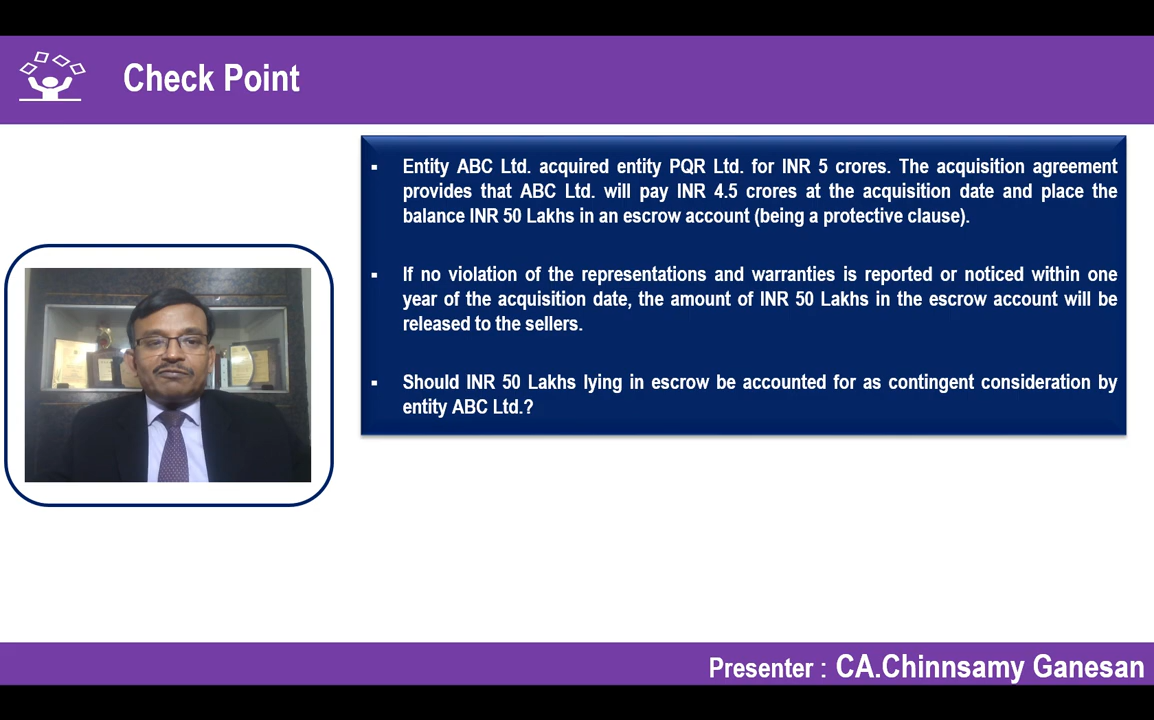 Check Point
▪ Entity ABC Ltd. acquired entity PQR Ltd. for INR 5 crores. The acquisition agreement
provides that ABC Ltd. will pay INR 4.5 crores at the acquisition date and place the
balance INR 50 Lakhs in an escrow account (being a protective clause).
▪ If no violation of the representations and warranties is reported or noticed within one
year of the acquisition date, the amount of INR 50 Lakhs in the escrow account will be
released to the sellers.
▪ Should INR 50 Lakhs lying in escrow be accounted for as contingent consideration by
entity ABC Ltd.?
Presenter : CA.Chinnsamy Ganesan